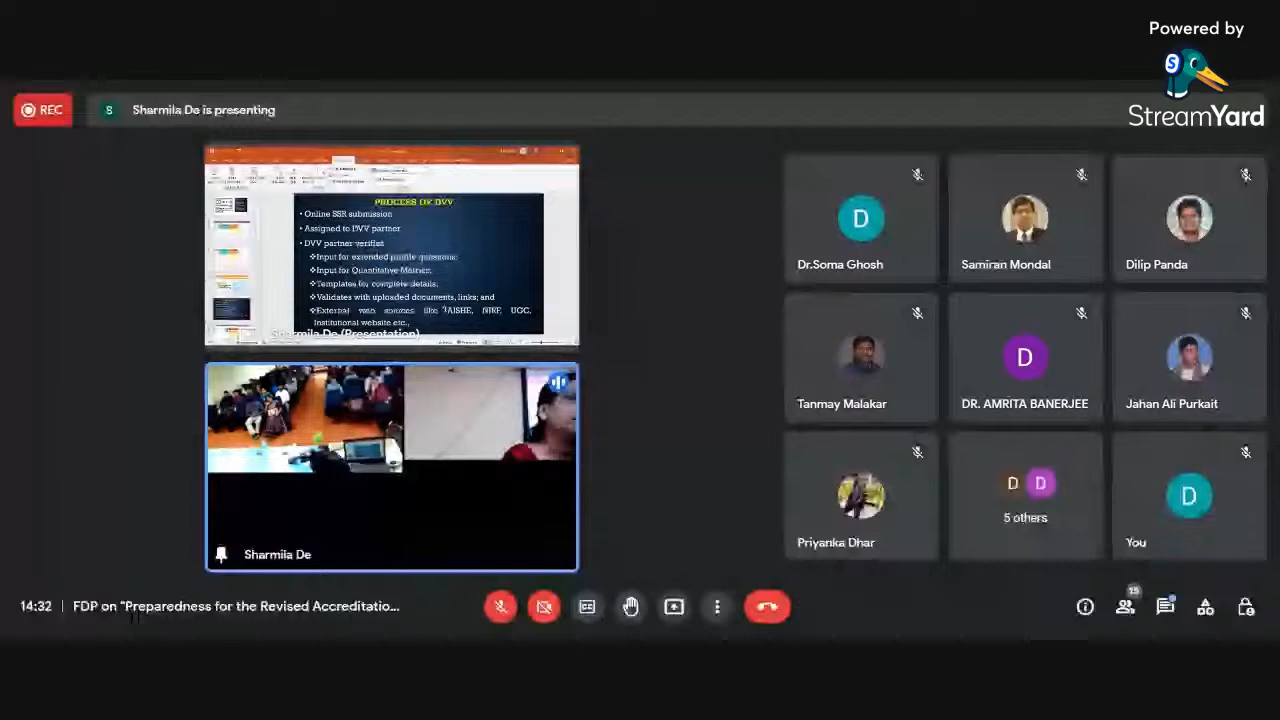 Powered by
StreamYard
REC
S
Sharmila De is presenting
PROCESS OF DVV
• Online SSR submission
• Assigned to DVV partner
• DVV partner verifies
❖Input for extended profile questions;
❖Input for Quantitative Metrics;
❖Templates for complete details;
❖Validates with uploaded documents, links; and
❖External web sources like AISHE, NIRF, UGC,
Institutional website etc.,
Sharmila De (Presentation)
Sharmila De
D
Dr.Soma Ghosh
Samiran Mondal
Dilip Panda
Tanmay Malakar
D
DR. AMRITA BANERJEE
Jahan Ali Purkait
Priyanka Dhar
D D
5 others
D
You
14:32 | FDP on "Preparedness for the Revised Accreditatio...
15